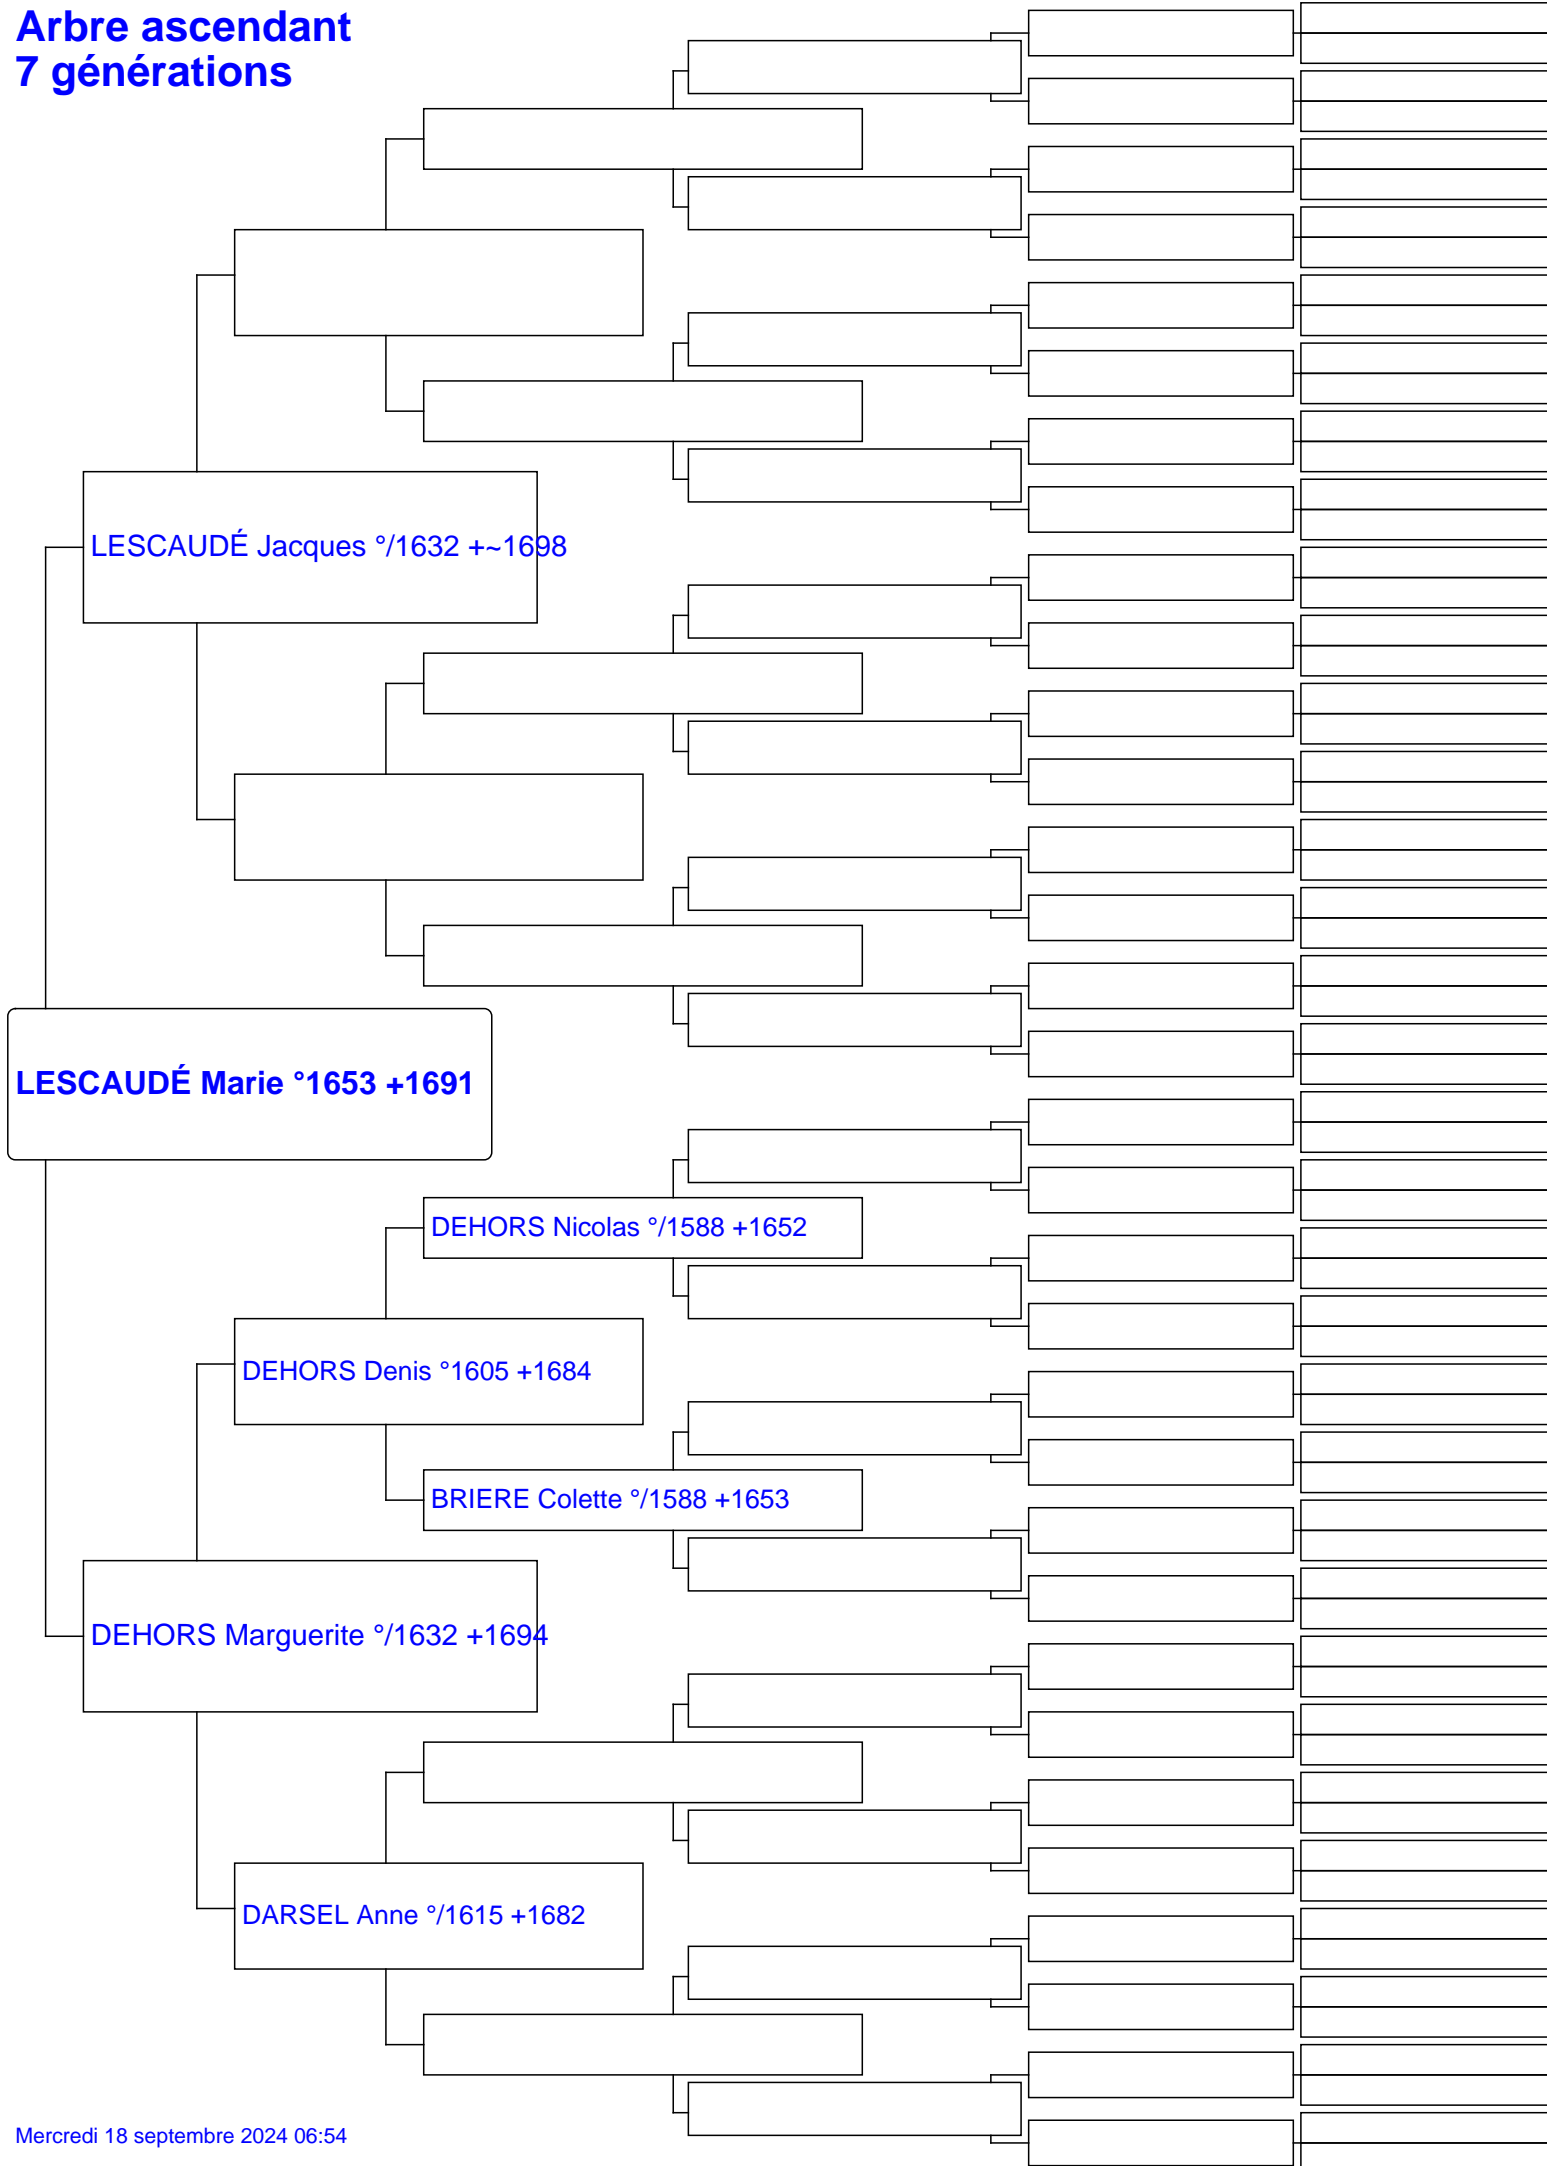 Arbre ascendant
7 générations
LESCAUDÉ Jacques °/1632 +~1698
LESCAUDÉ Marie °1653 +1691
DEHORS Nicolas °/1588 +1652
DEHORS Denis °1605 +1684
BRIERE Colette °/1588 +1653
DEHORS Marguerite °/1632 +1694
DARSEL Anne °/1615 +1682
Mercredi 18 septembre 2024 06:54